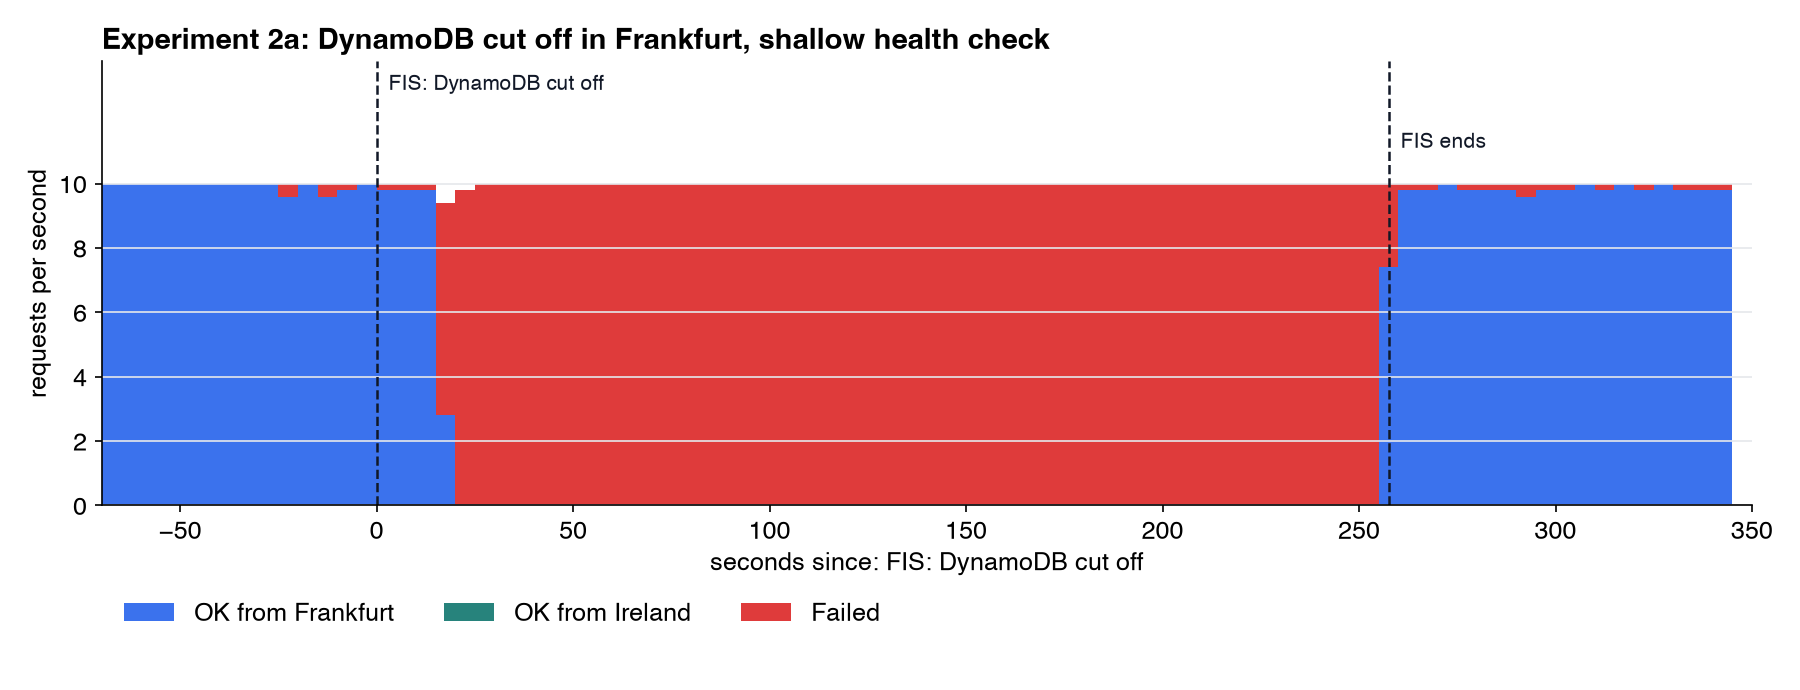 Experiment 2a: DynamoDB cut off in Frankfurt, shallow health check
FIS: DynamoDB cut off
FIS ends
requests per second
10
8
6
4
2
0
−50 0 50 100 150 200 250 300 350
seconds since: FIS: DynamoDB cut off
OK from Frankfurt OK from Ireland Failed